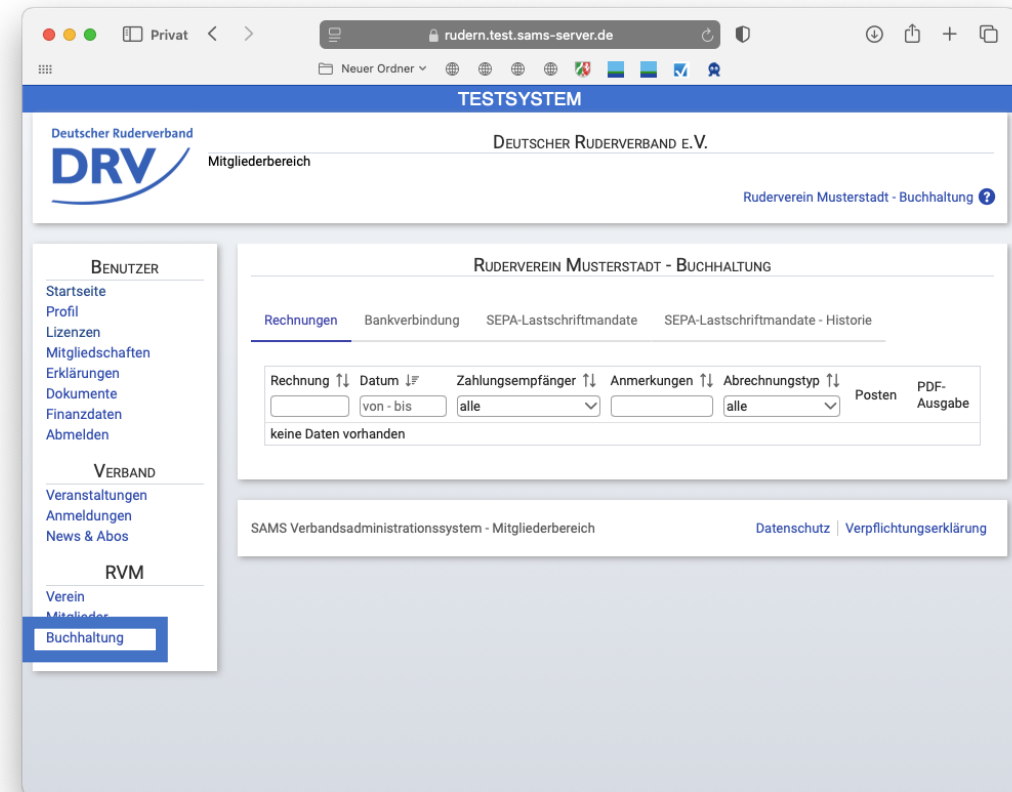 Privat
rudern.test.sams-server.de
Neuer Ordner
TESTSYSTEM
Deutscher Ruderverband
DRV
Mitgliederbereich
Deutscher Ruderverband e.V.
Ruderverein Musterstadt - Buchhaltung ?
Benutzer
Startseite
Profil
Lizenzen
Mitgliedschaften
Erklärungen
Dokumente
Finanzdaten
Abmelden
Verband
Veranstaltungen
Anmeldungen
News & Abos
RVM
Verein
Mitglieder
Buchhaltung
Ruderverein Musterstadt - Buchhaltung
Rechnungen Bankverbindung SEPA-Lastschriftmandate SEPA-Lastschriftmandate - Historie
Rechnung Datum Zahlungsempfänger Anmerkungen Abrechnungstyp Posten PDF-Ausgabe
von - bis alle alle
keine Daten vorhanden
SAMS Verbandsadministrationssystem - Mitgliederbereich Datenschutz | Verpflichtungserklärung